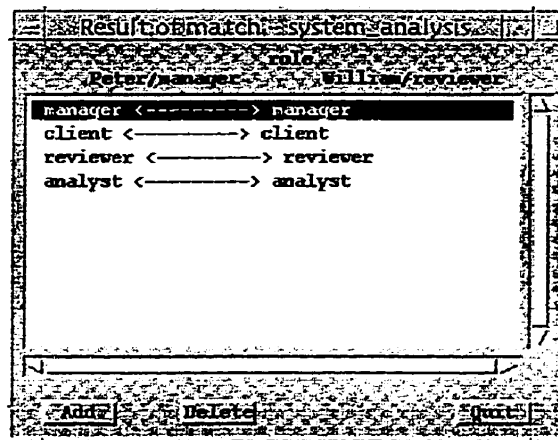 Result of match: system_analysis
role
Peter/manager William/reviewer
manager <---------> manager
client <---------> client
reviewer <---------> reviewer
analyst <---------> analyst
Add Delete Quit